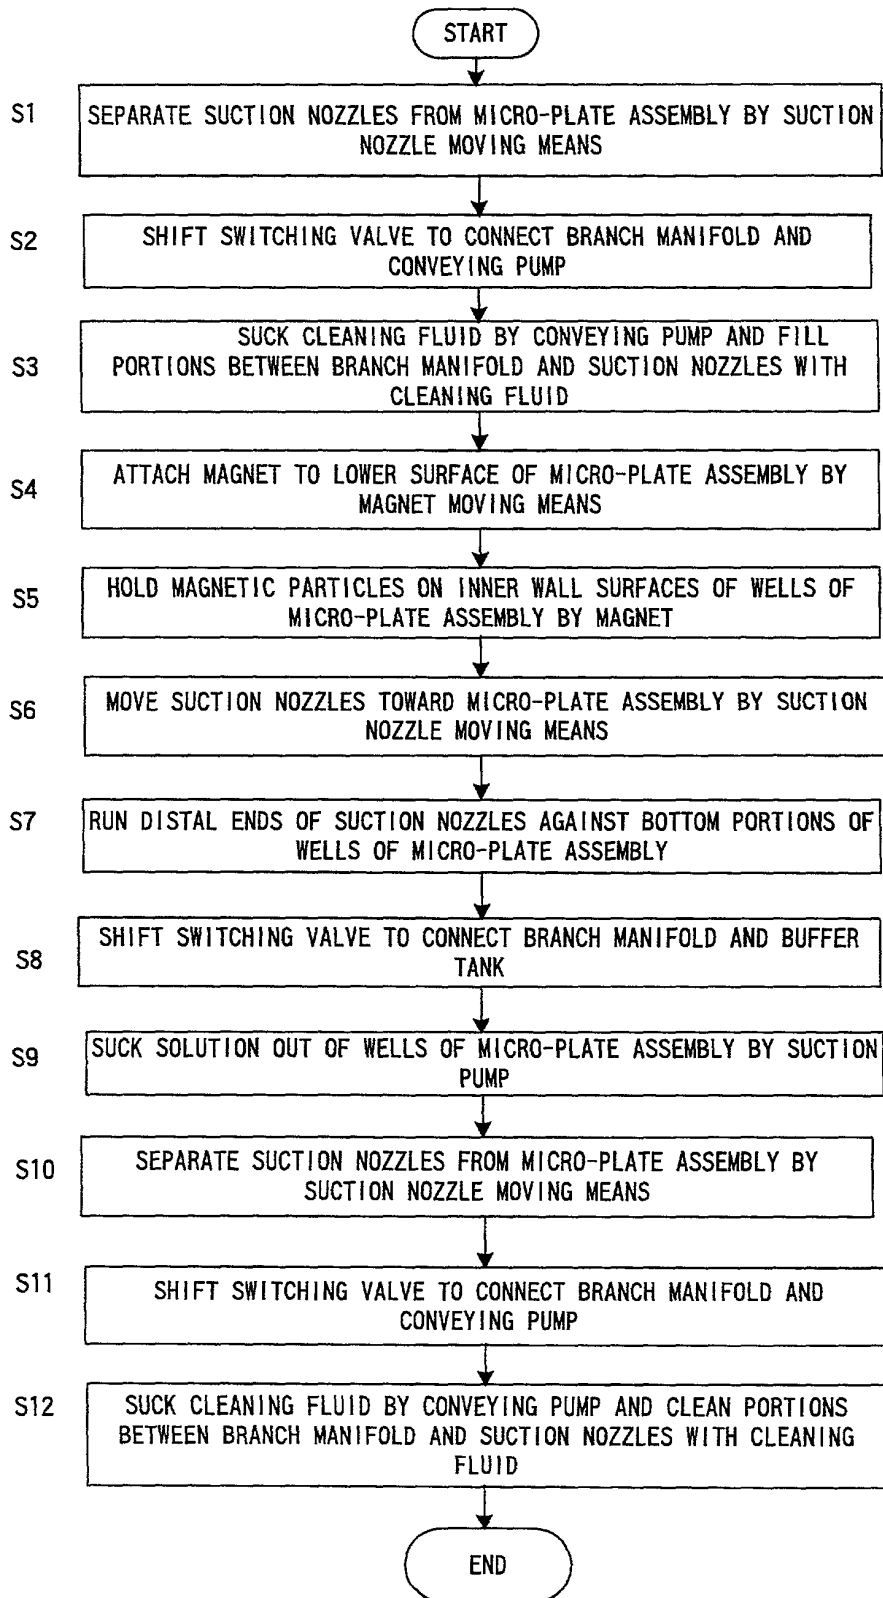 START
S1
SEPARATE SUCTION NOZZLES FROM MICRO-PLATE ASSEMBLY BY SUCTION
NOZZLE MOVING MEANS
S2
SHIFT SWITCHING VALVE TO CONNECT BRANCH MANIFOLD AND
CONVEYING PUMP
S3
SUCK CLEANING FLUID BY CONVEYING PUMP AND FILL
PORTIONS BETWEEN BRANCH MANIFOLD AND SUCTION NOZZLES WITH
CLEANING FLUID
S4
ATTACH MAGNET TO LOWER SURFACE OF MICRO-PLATE ASSEMBLY BY
MAGNET MOVING MEANS
S5
HOLD MAGNETIC PARTICLES ON INNER WALL SURFACES OF WELLS OF
MICRO-PLATE ASSEMBLY BY MAGNET
S6
MOVE SUCTION NOZZLES TOWARD MICRO-PLATE ASSEMBLY BY SUCTION
NOZZLE MOVING MEANS
S7
RUN DISTAL ENDS OF SUCTION NOZZLES AGAINST BOTTOM PORTIONS OF
WELLS OF MICRO-PLATE ASSEMBLY
S8
SHIFT SWITCHING VALVE TO CONNECT BRANCH MANIFOLD AND BUFFER
TANK
S9
SUCK SOLUTION OUT OF WELLS OF MICRO-PLATE ASSEMBLY BY SUCTION
PUMP
S10
SEPARATE SUCTION NOZZLES FROM MICRO-PLATE ASSEMBLY BY
SUCTION NOZZLE MOVING MEANS
S11
SHIFT SWITCHING VALVE TO CONNECT BRANCH MANIFOLD AND
CONVEYING PUMP
S12
SUCK CLEANING FLUID BY CONVEYING PUMP AND CLEAN PORTIONS
BETWEEN BRANCH MANIFOLD AND SUCTION NOZZLES WITH CLEANING
FLUID
END